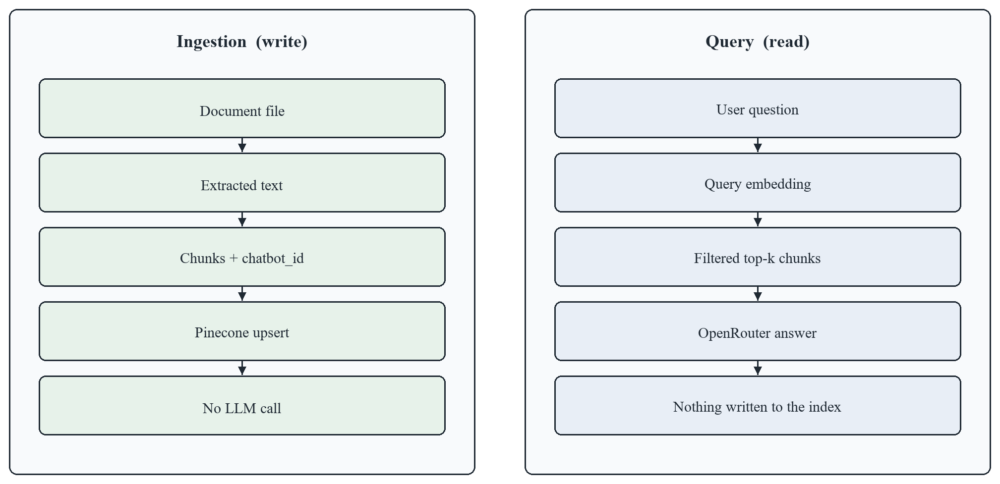 Ingestion (write)
Document file
Extracted text
Chunks + chatbot_id
Pinecone upsert
No LLM call
Query (read)
User question
Query embedding
Filtered top-k chunks
OpenRouter answer
Nothing written to the index